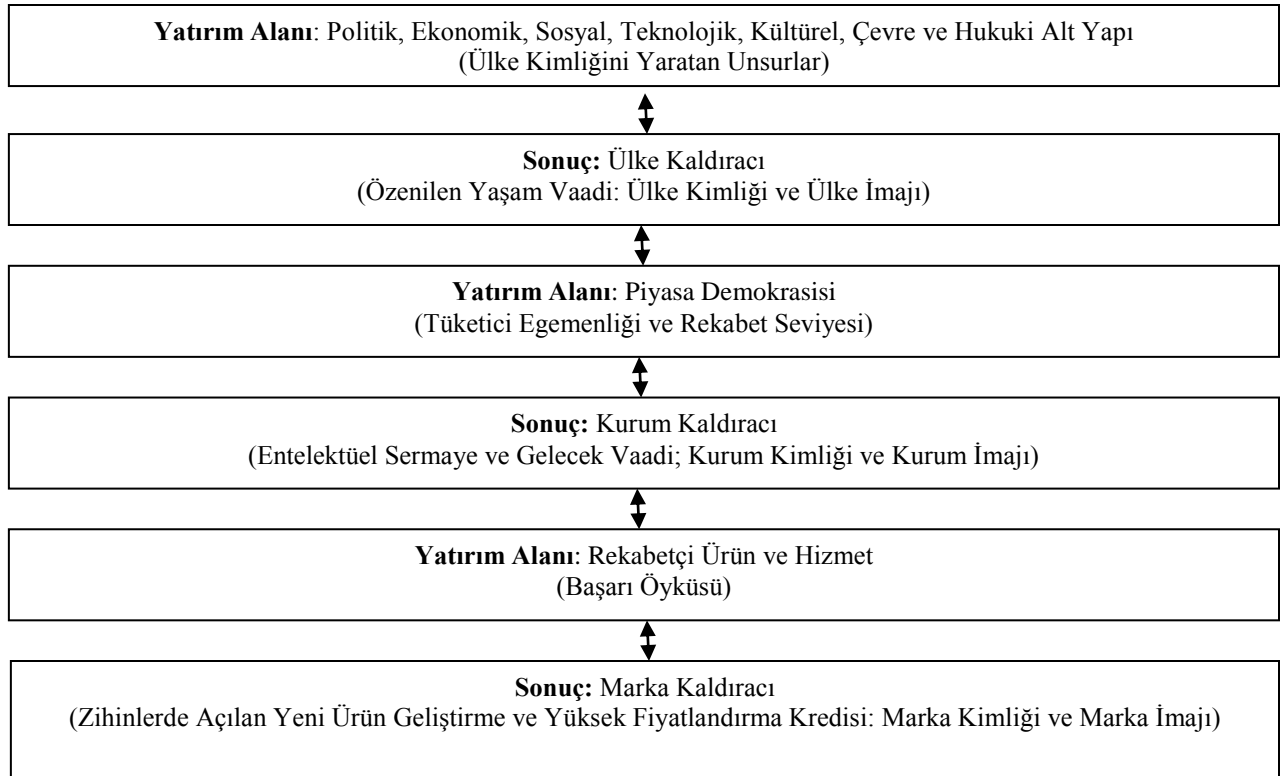 Yatırım Alanı: Politik, Ekonomik, Sosyal, Teknolojik, Kültürel, Çevre ve Hukuki Alt Yapı
(Ülke Kimliğini Yaratan Unsurlar)
Sonuç: Ülke Kaldıracı
(Özenilen Yaşam Vaadi: Ülke Kimliği ve Ülke İmajı)
Yatırım Alanı: Piyasa Demokrasisi
(Tüketici Egemenliği ve Rekabet Seviyesi)
Sonuç: Kurum Kaldıracı
(Entelektüel Sermaye ve Gelecek Vaadi; Kurum Kimliği ve Kurum İmajı)
Yatırım Alanı: Rekabetçi Ürün ve Hizmet
(Başarı Öyküsü)
Sonuç: Marka Kaldıracı
(Zihinlerde Açılan Yeni Ürün Geliştirme ve Yüksek Fiyatlandırma Kredisi: Marka Kimliği ve Marka İmajı)